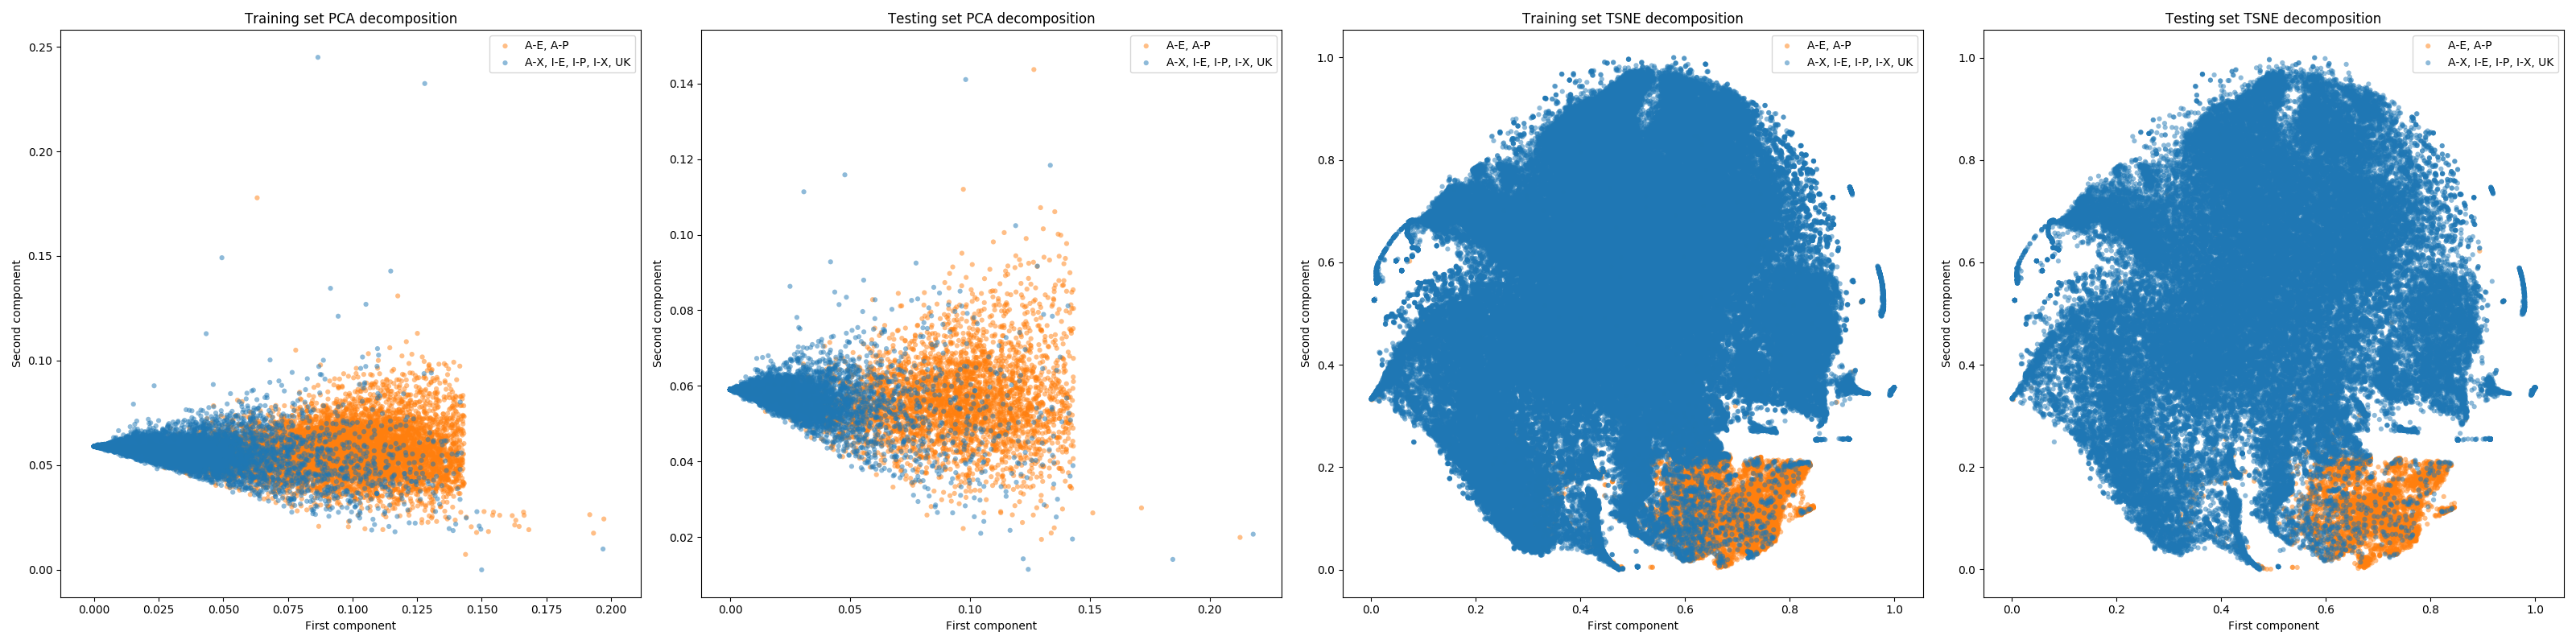 Training set PCA decomposition
A-E, A-P
A-X, I-E, I-P, I-X, UK
Second component
0.25
0.20
0.15
0.10
0.05
0.00
0.000
0.025
0.050
0.075
0.100
0.125
0.150
0.175
0.200
First component
Testing set PCA decomposition
A-E, A-P
A-X, I-E, I-P, I-X, UK
Second component
0.14
0.12
0.10
0.08
0.06
0.04
0.02
0.00
0.05
0.10
0.15
0.20
First component
Training set TSNE decomposition
A-E, A-P
A-X, I-E, I-P, I-X, UK
Second component
1.0
0.8
0.6
0.4
0.2
0.0
0.0
0.2
0.4
0.6
0.8
1.0
First component
Testing set TSNE decomposition
A-E, A-P
A-X, I-E, I-P, I-X, UK
Second component
1.0
0.8
0.6
0.4
0.2
0.0
0.0
0.2
0.4
0.6
0.8
1.0
First component